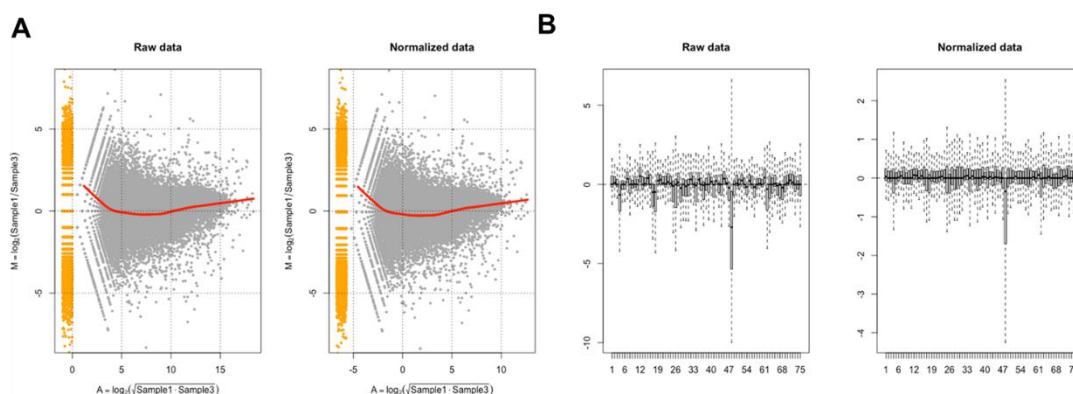 A
B
Raw data
Normalized data
Raw data
Normalized data
M = log₂(Sample1/Sample3)
5
0
-5
0
5
10
15
A = log₂(√Sample1 · Sample3)
M = log₂(Sample1/Sample3)
5
0
-5
-5
0
5
10
A = log₂(√Sample1 · Sample3)
5
0
-5
-10
1 6 12 19 26 33 40 47 54 61 68 75
2
1
0
-1
-2
-3
-4
1 6 12 19 26 33 40 47 54 61 68